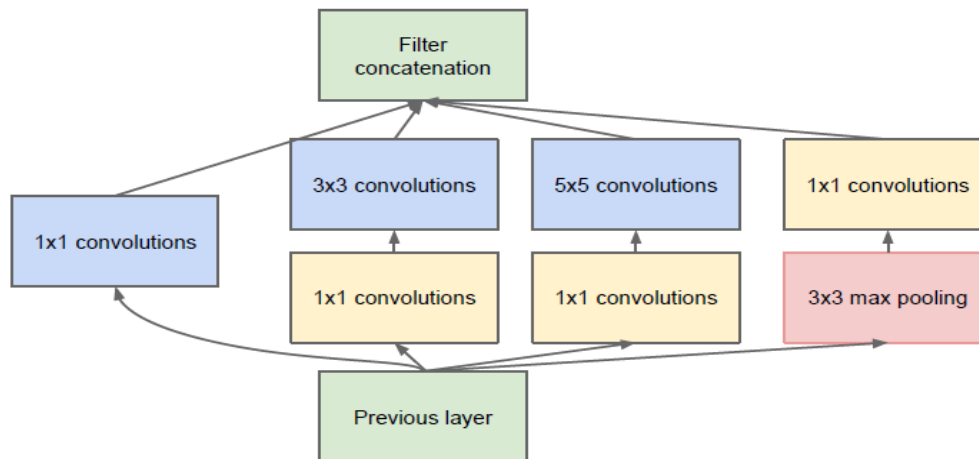 Filter
concatenation
3x3 convolutions
5x5 convolutions
1x1 convolutions
1x1 convolutions
1x1 convolutions
1x1 convolutions
3x3 max pooling
Previous layer